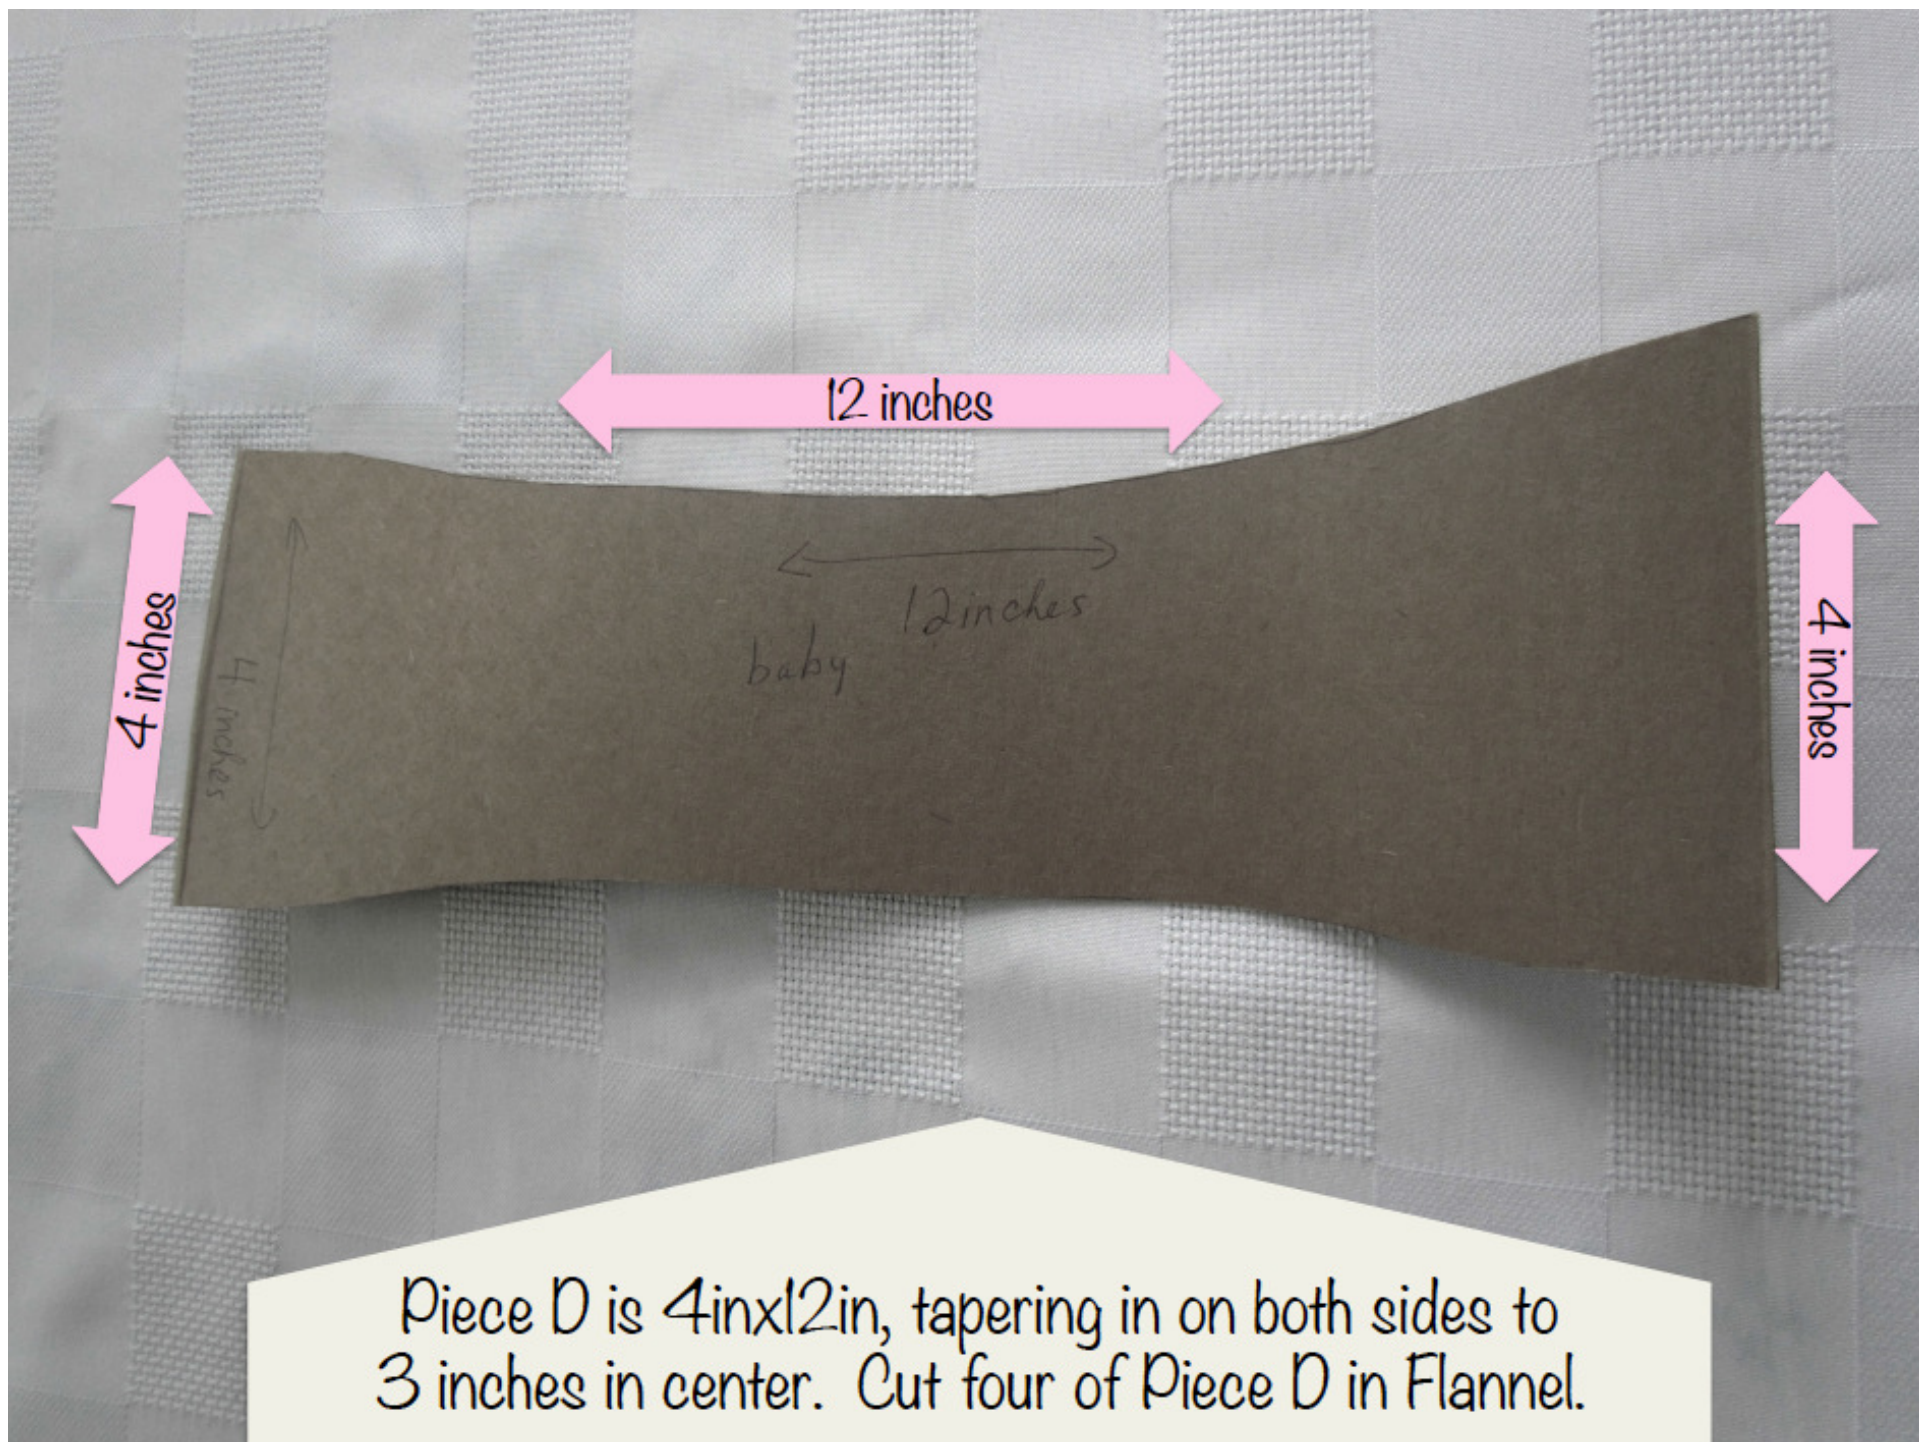 12 inches
4 inches
4 inches
12 inches
baby
4 inches
Piece D is 4inx12in, tapering in on both sides to
3 inches in center. Cut four of Piece D in Flannel.